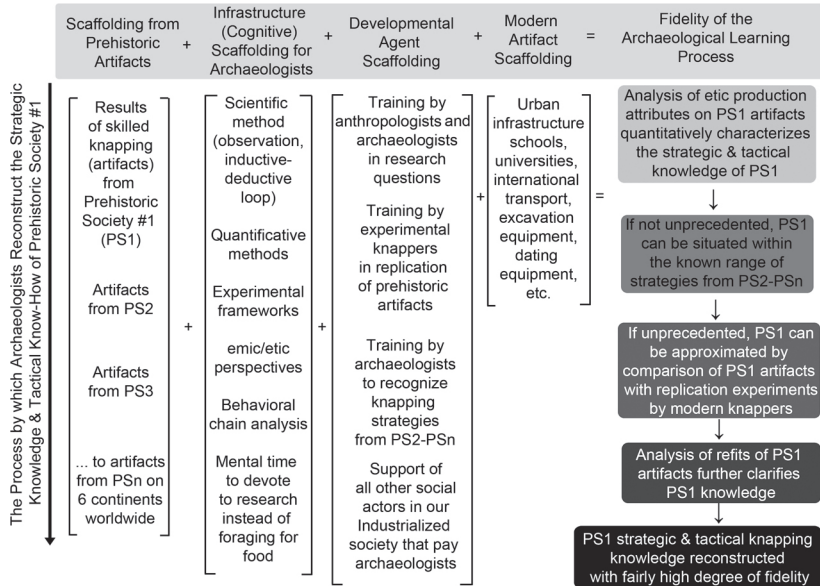 Scaffolding from
Prehistoric
Artifacts
+
Infrastructure
(Cognitive)
Scaffolding for
Archaeologists
+
Developmental
Agent
Scaffolding
+
Modern
Artifact
Scaffolding
=
Fidelity of the
Archaeological Learning
Process
The Process by which Archaeologists Reconstruct the Strategic
Knowledge & Tactical Know-How of Prehistoric Society #1
Results
of skilled
knapping
(artifacts)
from
Prehistoric
Society #1
(PS1)
Artifacts
from PS2
Artifacts
from PS3
... to artifacts
from PSn on
6 continents
worldwide
+
Scientific
method
(observation,
inductive-
deductive
loop)
Quantificative
methods
Experimental
frameworks
emic/etic
perspectives
Behavioral
chain analysis
Mental time
to devote
to research
instead of
foraging for
food
+
Training by
anthropologists and
archaeologists
in research
questions
Training by
experimental
knappers
in replication
of prehistoric
artifacts
Training by
archaeologists
to recognize
knapping
strategies
from PS2-PSn
Support of
all other social
actors in our
Industrialized
society that pay
archaeologists
+
Urban
infrastructure
schools,
universities,
international
transport,
excavation
equipment,
dating
equipment,
etc.
=
Analysis of etic production
attributes on PS1 artifacts
quantitatively characterizes
the strategic & tactical
knowledge of PS1
If not unprecedented, PS1
can be situated within
the known range of
strategies from PS2-PSn
If unprecedented, PS1 can
be approximated by
comparison of PS1 artifacts
with replication experiments
by modern knappers
Analysis of refits of PS1
artifacts further clarifies
PS1 knowledge
PS1 strategic & tactical knapping
knowledge reconstructed
with fairly high degree of fidelity